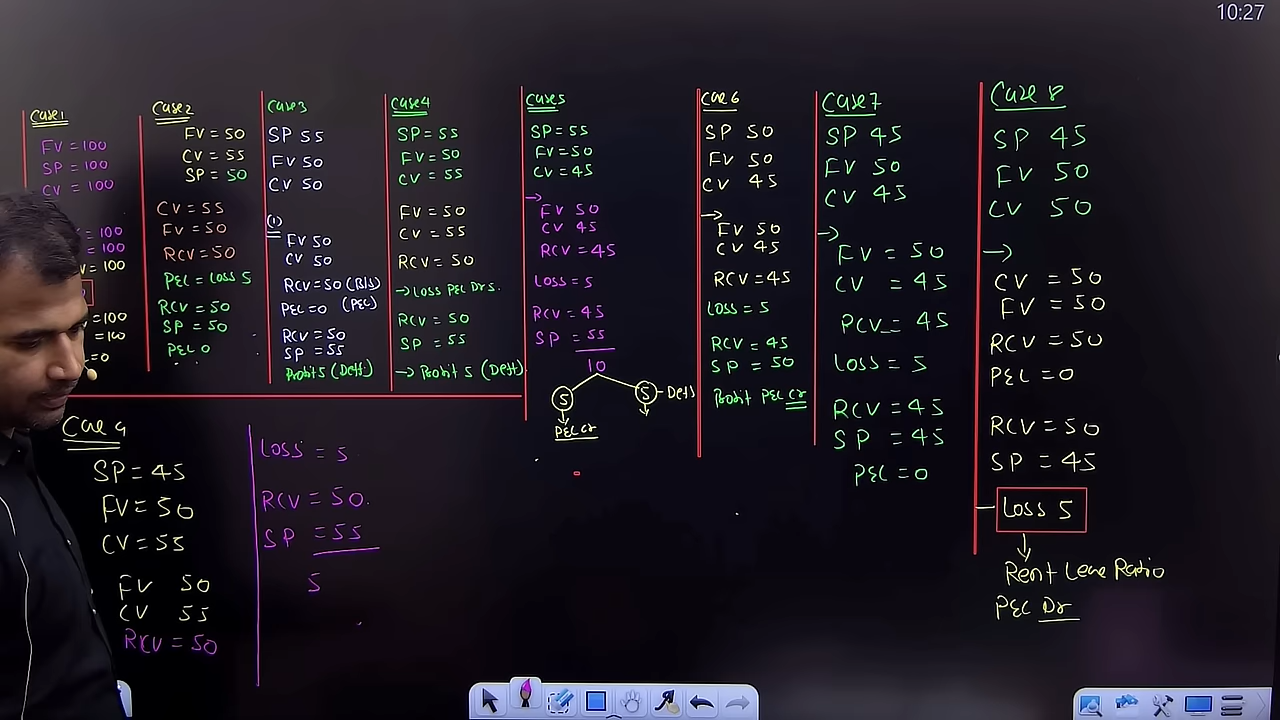 10:27
Case1
FV = 100
SP = 100
CV = 100
= 100
= 100
= 100
= 100
= 100
= 0
Case2
FV = 50
CV = 55
SP = 50
CV = 55
FV = 50
RCV = 50
P&L = Loss 5
RCV = 50
SP = 50
P&L 0
Case3
SP 55
FV 50
CV 50
(1)
FV 50
CV 50
RCV = 50 (B/S)
P&L = 0 (P&L)
RCV = 50
SP = 55
Profit 5 (Deff)
Case4
SP = 55
FV = 50
CV = 55
FV = 50
CV = 55
RCV = 50
→ Loss P&L Dr 5.
RCV = 50
SP = 55
→ Profit 5 (Deff)
Case5
SP = 55
FV = 50
CV = 45
→
FV 50
CV 45
RCV = 45
Loss = 5
RCV = 45
SP = 55
10
5
5 - Deff
P&L Cr
Case 6
SP 50
FV 50
CV 45
→
FV 50
CV 45
RCV = 45
Loss = 5
RCV = 45
SP = 50
Profit P&L Cr
Case7
SP 45
FV 50
CV 45
→
FV = 50
CV = 45
RCV = 45
Loss = 5
RCV = 45
SP = 45
P&L = 0
Case 8
SP 45
FV 50
CV 50
→
CV = 50
FV = 50
RCV = 50
P&L = 0
RCV = 50
SP = 45
Loss 5
Rent Lease Ratio
P&L Dr
Case 9
SP = 45
FV = 50
CV = 55
FV 50
CV 55
RCV = 50
Loss = 5
RCV = 50.
SP = 55
5